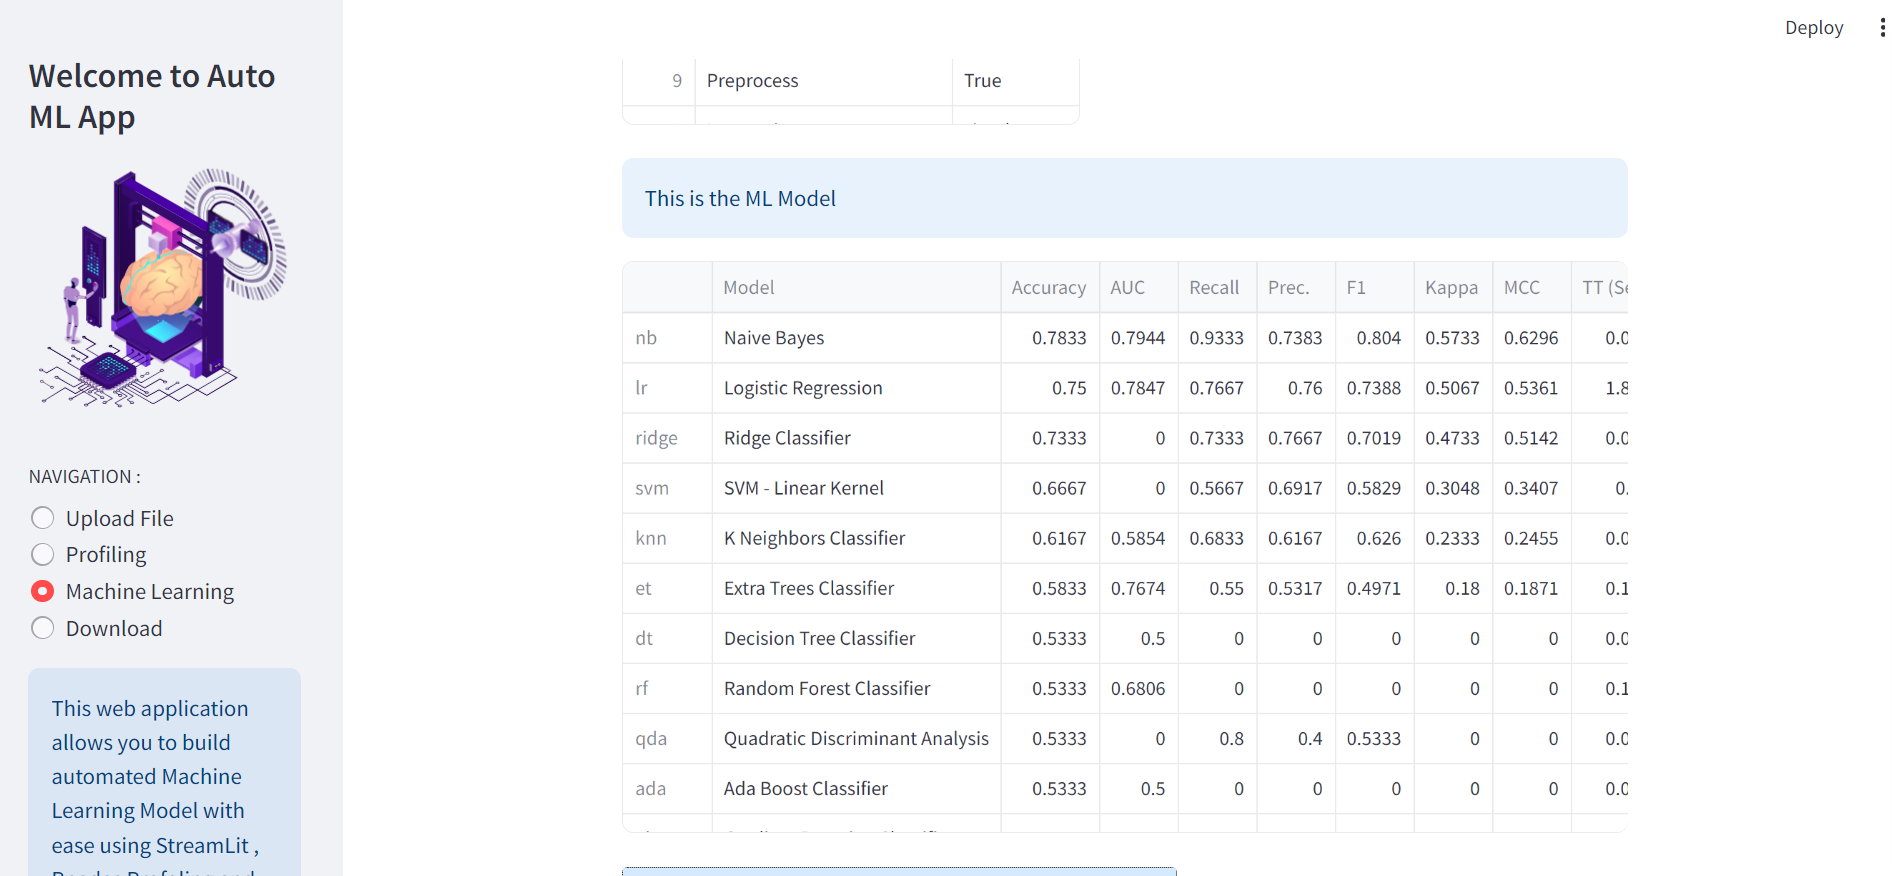 Deploy
Welcome to Auto
ML App
NAVIGATION :
Upload File
Profiling
Machine Learning
Download
This web application
allows you to build
automated Machine
Learning Model with
ease using StreamLit ,
9 Preprocess True
This is the ML Model
Model Accuracy AUC Recall Prec. F1 Kappa MCC TT (Se
nb Naive Bayes 0.7833 0.7944 0.9333 0.7383 0.804 0.5733 0.6296 0.0
lr Logistic Regression 0.75 0.7847 0.7667 0.76 0.7388 0.5067 0.5361 1.8
ridge Ridge Classifier 0.7333 0 0.7333 0.7667 0.7019 0.4733 0.5142 0.0
svm SVM - Linear Kernel 0.6667 0 0.5667 0.6917 0.5829 0.3048 0.3407 0.
knn K Neighbors Classifier 0.6167 0.5854 0.6833 0.6167 0.626 0.2333 0.2455 0.0
et Extra Trees Classifier 0.5833 0.7674 0.55 0.5317 0.4971 0.18 0.1871 0.1
dt Decision Tree Classifier 0.5333 0.5 0 0 0 0 0 0.0
rf Random Forest Classifier 0.5333 0.6806 0 0 0 0 0 0.1
qda Quadratic Discriminant Analysis 0.5333 0 0.8 0.4 0.5333 0 0 0.0
ada Ada Boost Classifier 0.5333 0.5 0 0 0 0 0 0.0